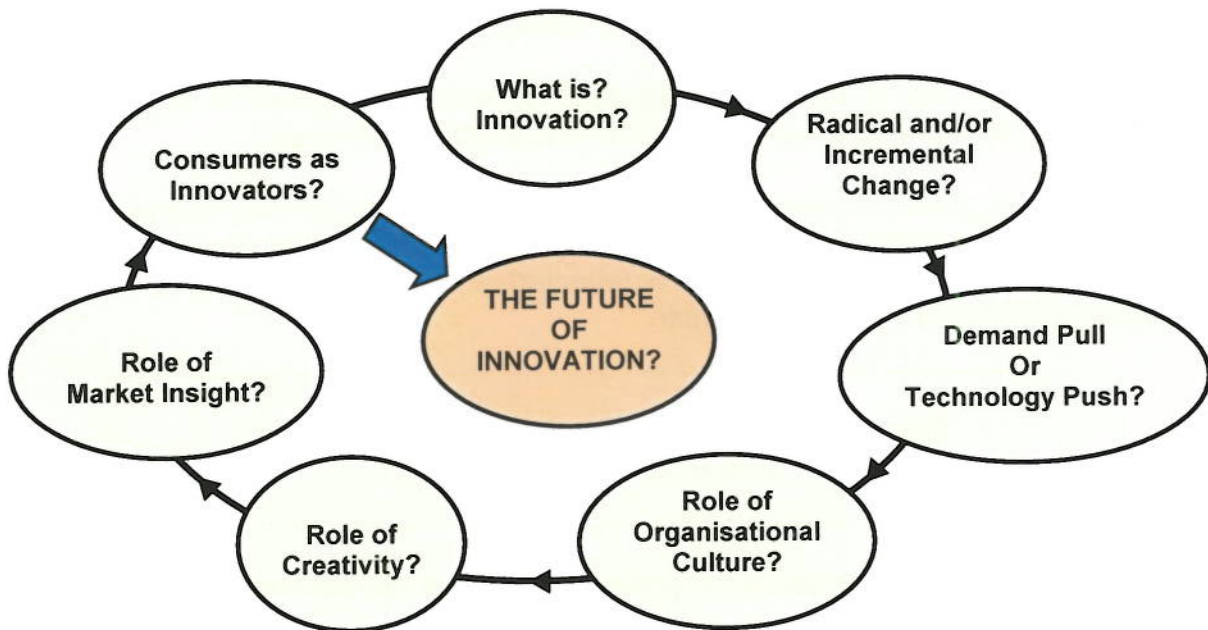 What is?
Innovation?
Radical and/or
Incremental
Change?
Demand Pull
Or
Technology Push?
Role of
Organisational
Culture?
Role of
Creativity?
Role of
Market Insight?
Consumers as
Innovators?
THE FUTURE
OF
INNOVATION?